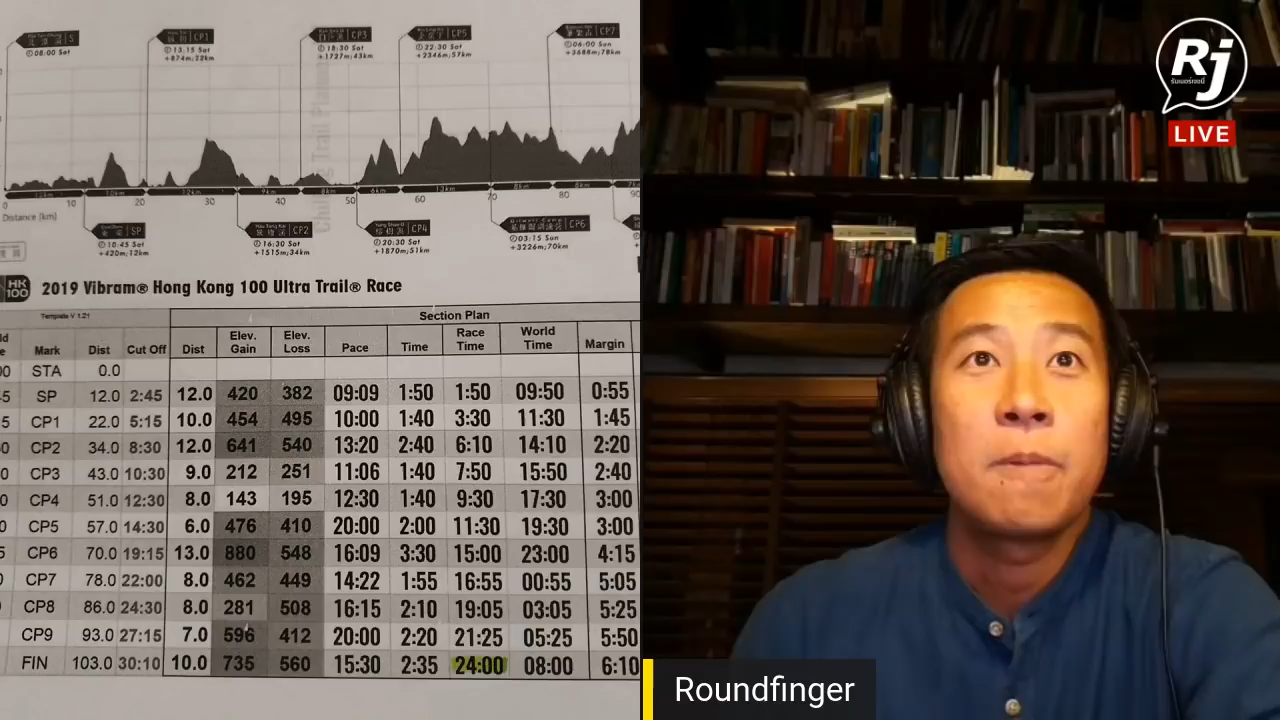 S
08:00 Sat
CP1
13:15 Sat
+874m;22km
CP3
18:30 Sat
+1727m;43km
CP5
22:30 Sat
+2346m;57km
CP7
06:00 Sun
+3688m;78km
0 10 20 30 40 50 60 70 80 90
Distance [km]
SP
10:45 Sat
+420m;12km
CP2
16:30 Sat
+1515m;34km
CP4
20:30 Sat
+1870m;51km
CP6
03:15 Sun
+3226m;70km
HK 100
2019 Vibram® Hong Kong 100 Ultra Trail® Race
Template V 1.21
Section Plan
Mark Dist Cut Off Dist Elev. Gain Elev. Loss Pace Time Race Time World Time Margin
STA 0.0
SP 12.0 2:45 12.0 420 382 09:09 1:50 1:50 09:50 0:55
CP1 22.0 5:15 10.0 454 495 10:00 1:40 3:30 11:30 1:45
CP2 34.0 8:30 12.0 641 540 13:20 2:40 6:10 14:10 2:20
CP3 43.0 10:30 9.0 212 251 11:06 1:40 7:50 15:50 2:40
CP4 51.0 12:30 8.0 143 195 12:30 1:40 9:30 17:30 3:00
CP5 57.0 14:30 6.0 476 410 20:00 2:00 11:30 19:30 3:00
CP6 70.0 19:15 13.0 880 548 16:09 3:30 15:00 23:00 4:15
CP7 78.0 22:00 8.0 462 449 14:22 1:55 16:55 00:55 5:05
CP8 86.0 24:30 8.0 281 508 16:15 2:10 19:05 03:05 5:25
CP9 93.0 27:15 7.0 596 412 20:00 2:20 21:25 05:25 5:50
FIN 103.0 30:10 10.0 735 560 15:30 2:35 24:00 08:00 6:10
Rj
รับเบอร์เจอนี่
LIVE
Roundfinger